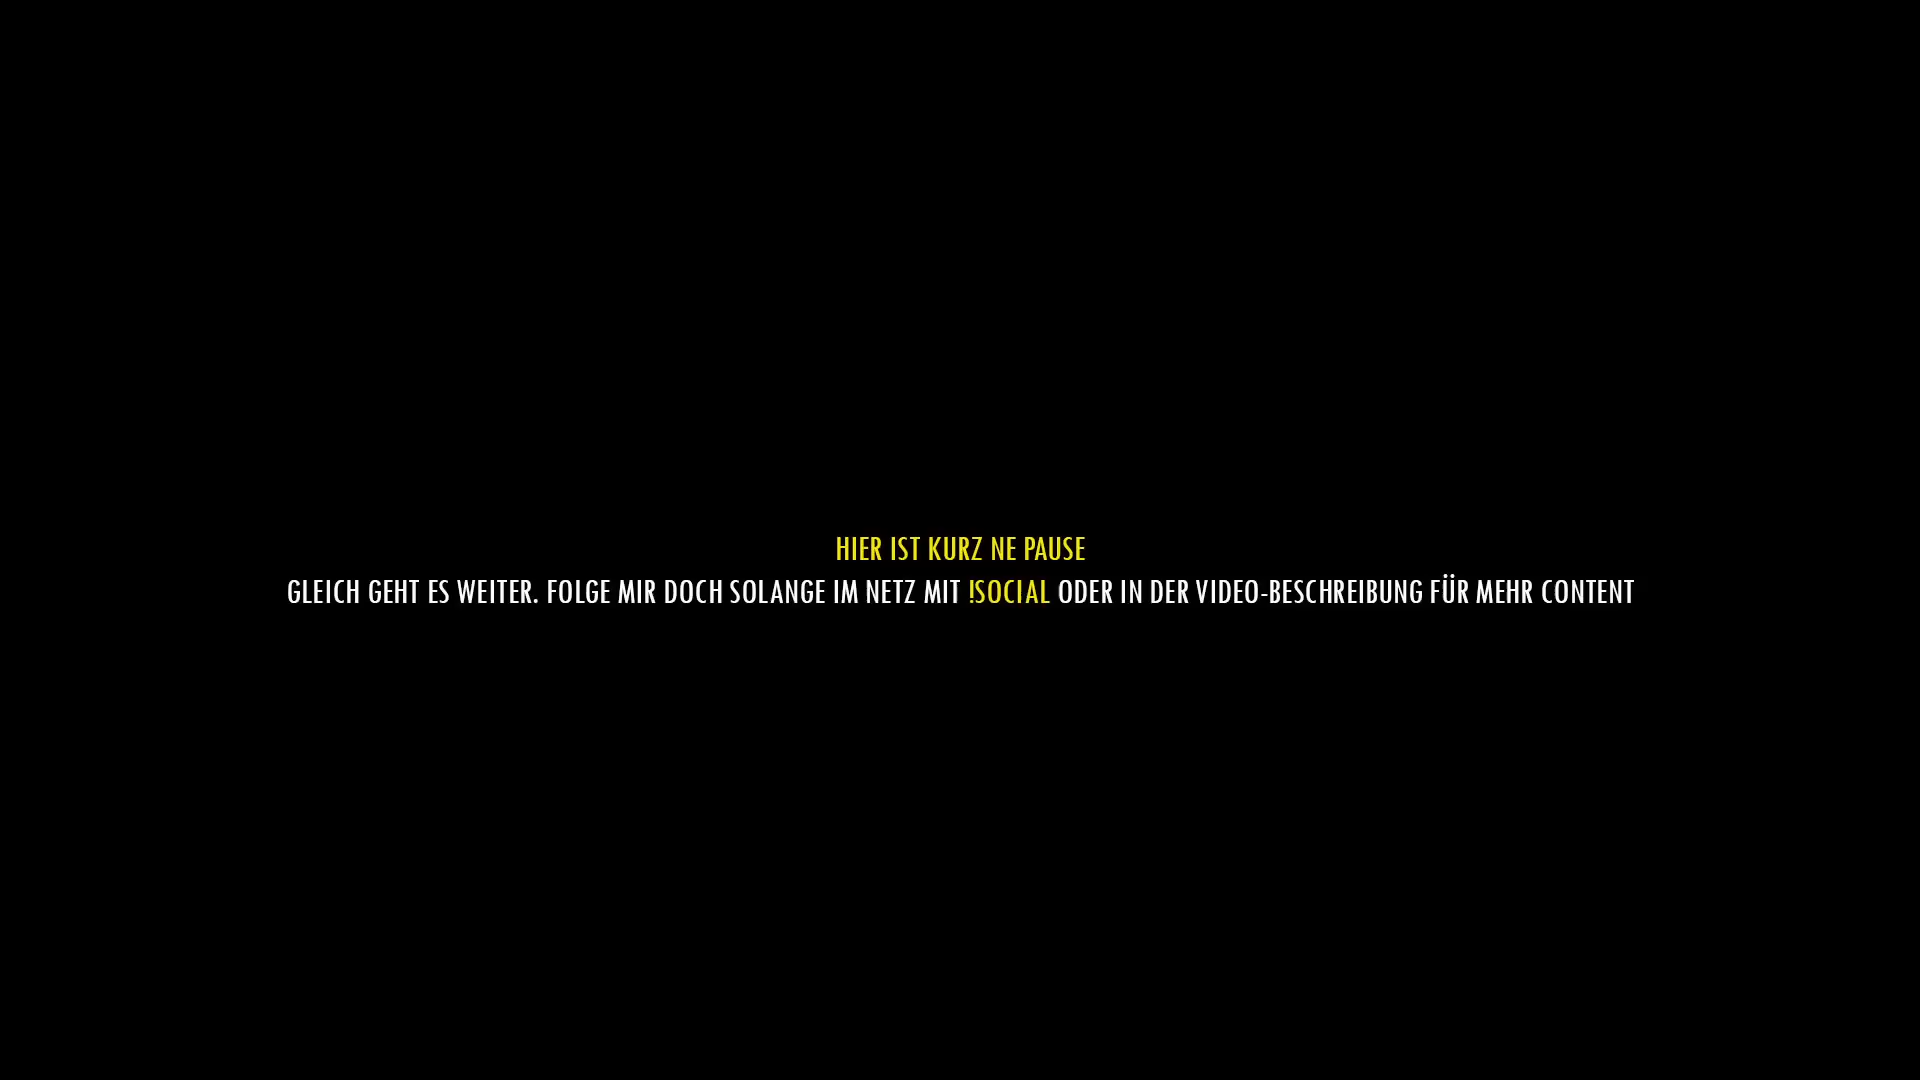 HIER IST KURZ NE PAUSE
GLEICH GEHT ES WEITER. FOLGE MIR DOCH SOLANGE IM NETZ MIT !SOCIAL ODER IN DER VIDEO-BESCHREIBUNG FÜR MEHR CONTENT